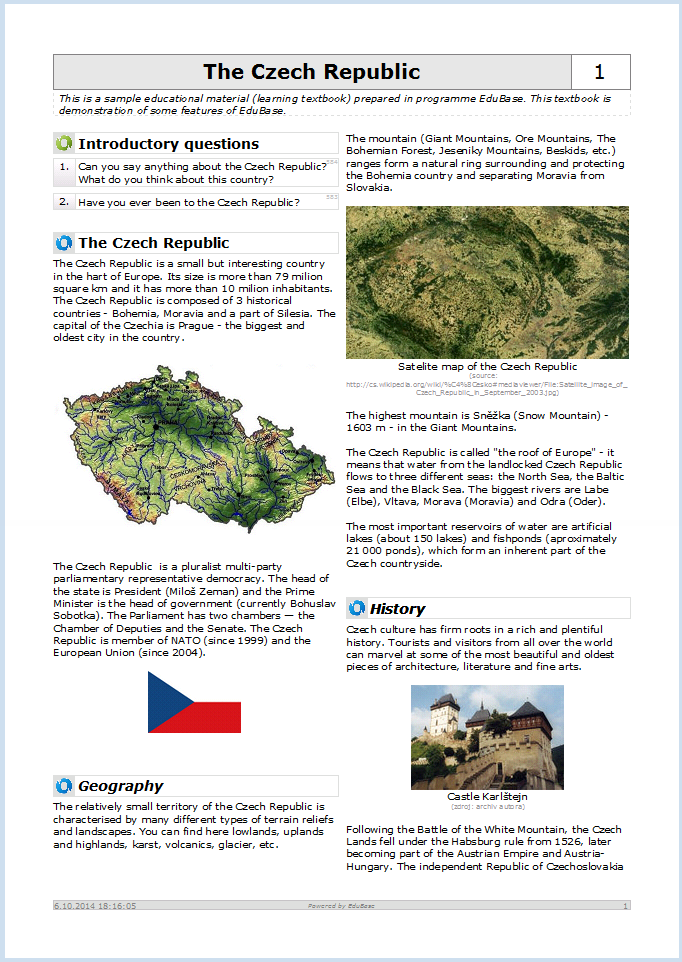 The Czech Republic
1
This is a sample educational material (learning textbook) prepared in programme EduBase. This textbook is
demonstration of some features of EduBase.
Introductory questions
1. Can you say anything about the Czech Republic?
What do you think about this country?
2. Have you ever been to the Czech Republic?
583
The Czech Republic
The Czech Republic is a small but interesting country
in the hart of Europe. Its size is more than 79 milion
square km and it has more than 10 milion inhabitants.
The Czech Republic is composed of 3 historical
countries - Bohemia, Moravia and a part of Silesia. The
capital of the Czechia is Prague - the biggest and
oldest city in the country.
The Czech Republic  is a pluralist multi-party
parliamentary representative democracy. The head of
the state is President (Miloš Zeman) and the Prime
Minister is the head of government (currently Bohuslav
Sobotka). The Parliament has two chambers — the
Chamber of Deputies and the Senate. The Czech
Republic is member of NATO (since 1999) and the
European Union (since 2004).
Geography
The relatively small territory of the Czech Republic is
characterised by many different types of terrain reliefs
and landscapes. You can find here lowlands, uplands
and highlands, karst, volcanics, glacier, etc.
The mountain (Giant Mountains, Ore Mountains, The
Bohemian Forest, Jeseniky Mountains, Beskids, etc.)
ranges form a natural ring surrounding and protecting
the Bohemia country and separating Moravia from
Slovakia.
Satelite map of the Czech Republic
(source:
http://cs.wikipedia.org/wiki/%C4%8Cesko#mediaviewer/File:Satellite_image_of_
Czech_Republic_in_September_2003.jpg)
The highest mountain is Sněžka (Snow Mountain) -
1603 m - in the Giant Mountains.
The Czech Republic is called "the roof of Europe" - it
means that water from the landlocked Czech Republic
flows to three different seas: the North Sea, the Baltic
Sea and the Black Sea. The biggest rivers are Labe
(Elbe), Vltava, Morava (Moravia) and Odra (Oder).
The most important reservoirs of water are artificial
lakes (about 150 lakes) and fishponds (aproximately
21 000 ponds), which form an inherent part of the
Czech countryside.
History
Czech culture has firm roots in a rich and plentiful
history. Tourists and visitors from all over the world
can marvel at some of the most beautiful and oldest
pieces of architecture, literature and fine arts.
Castle Karlštejn
(zdroj: archiv autora)
Following the Battle of the White Mountain, the Czech
Lands fell under the Habsburg rule from 1526, later
becoming part of the Austrian Empire and Austria-
Hungary. The independent Republic of Czechoslovakia
6.10.2014 18:16:05
Powered by EduBase
1